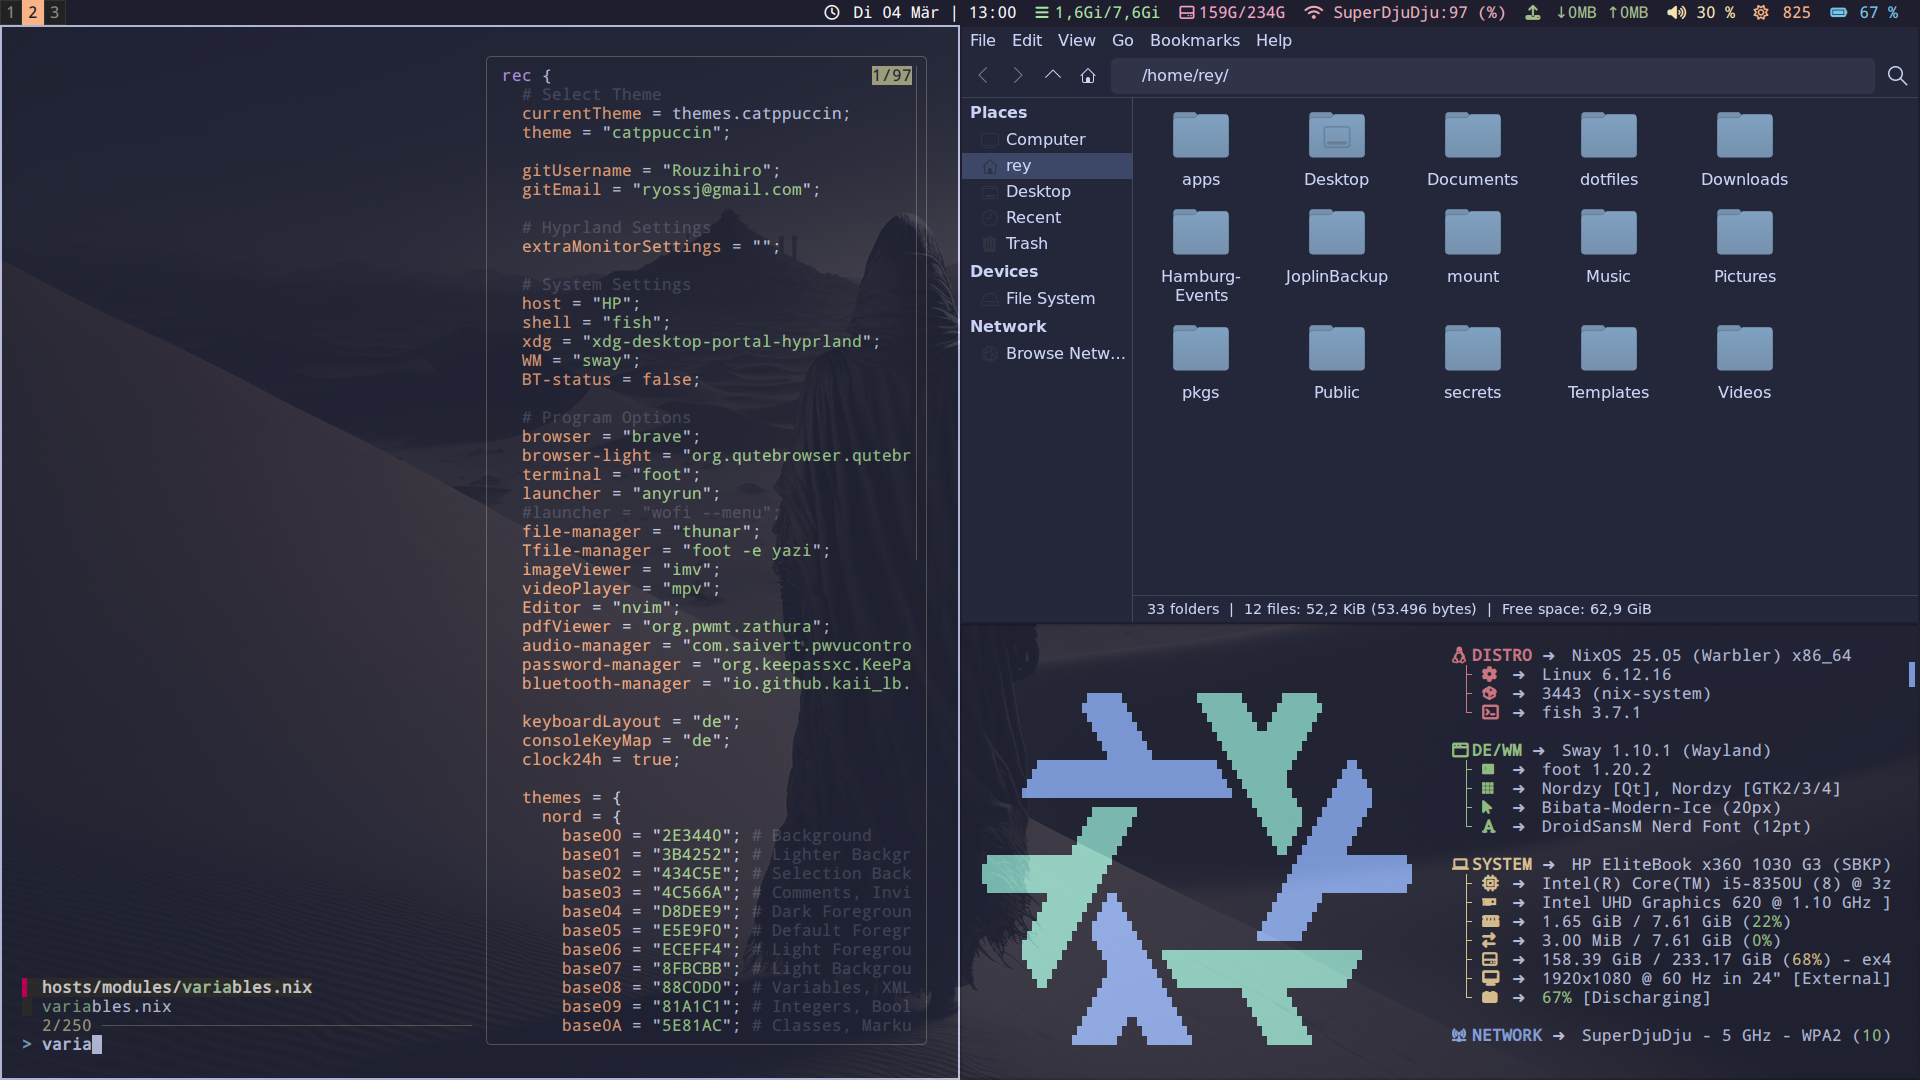 1 2 3
Di 04 Mär | 13:00 1,6Gi/7,6Gi 159G/234G SuperDjuDju:97 (%) ↓0MB ↑0MB 30 % 825 67 %
rec { 1/97
# Select Theme
currentTheme = themes.catppuccin;
theme = "catppuccin";
gitUsername = "Rouzihiro";
gitEmail = "ryossj@gmail.com";
# Hyprland Settings
extraMonitorSettings = "";
# System Settings
host = "HP";
shell = "fish";
xdg = "xdg-desktop-portal-hyprland";
WM = "sway";
BT-status = false;
# Program Options
browser = "brave";
browser-light = "org.qutebrowser.qutebr
terminal = "foot";
launcher = "anyrun";
#launcher = "wofi --menu";
file-manager = "thunar";
Tfile-manager = "foot -e yazi";
imageViewer = "imv";
videoPlayer = "mpv";
Editor = "nvim";
pdfViewer = "org.pwmt.zathura";
audio-manager = "com.saivert.pwvucontro
password-manager = "org.keepassxc.KeePa
bluetooth-manager = "io.github.kaii_lb.
keyboardLayout = "de";
consoleKeyMap = "de";
clock24h = true;
themes = {
nord = {
base00 = "2E3440"; # Background
base01 = "3B4252"; # Lighter Backgr
base02 = "434C5E"; # Selection Back
base03 = "4C566A"; # Comments, Invi
base04 = "D8DEE9"; # Dark Foregroun
base05 = "E5E9F0"; # Default Foregr
base06 = "ECEFF4"; # Light Foregrou
base07 = "8FBCBB"; # Light Backgrou
base08 = "88C0D0"; # Variables, XML
base09 = "81A1C1"; # Integers, Bool
base0A = "5E81AC"; # Classes, Marku
hosts/modules/variables.nix
variables.nix
2/250
> varia
File Edit View Go Bookmarks Help
/home/rey/
Places
Computer
rey
Desktop
Recent
Trash
Devices
File System
Network
Browse Netw...
apps Desktop Documents dotfiles Downloads
Hamburg-Events JoplinBackup mount Music Pictures
pkgs Public secrets Templates Videos
33 folders | 12 files: 52,2 KiB (53.496 bytes) | Free space: 62,9 GiB
DISTRO → NixOS 25.05 (Warbler) x86_64
→ Linux 6.12.16
→ 3443 (nix-system)
→ fish 3.7.1
DE/WM → Sway 1.10.1 (Wayland)
→ foot 1.20.2
→ Nordzy [Qt], Nordzy [GTK2/3/4]
→ Bibata-Modern-Ice (20px)
→ DroidSansM Nerd Font (12pt)
SYSTEM → HP EliteBook x360 1030 G3 (SBKP)
→ Intel(R) Core(TM) i5-8350U (8) @ 3z
→ Intel UHD Graphics 620 @ 1.10 GHz ]
→ 1.65 GiB / 7.61 GiB (22%)
→ 3.00 MiB / 7.61 GiB (0%)
→ 158.39 GiB / 233.17 GiB (68%) - ex4
→ 1920x1080 @ 60 Hz in 24" [External]
→ 67% [Discharging]
NETWORK → SuperDjuDju - 5 GHz - WPA2 (10)